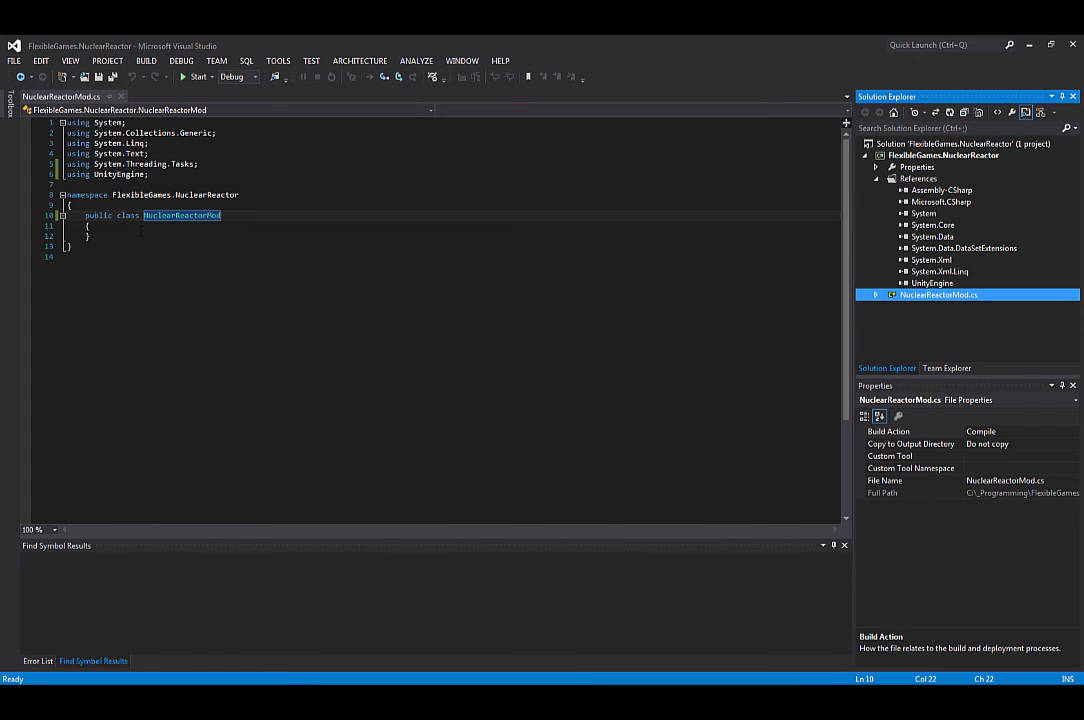 FlexibleGames.NuclearReactor - Microsoft Visual Studio
Quick Launch (Ctrl+Q)
FILE EDIT VIEW PROJECT BUILD DEBUG TEAM SQL TOOLS TEST ARCHITECTURE ANALYZE WINDOW HELP
Start Debug
Toolbox
NuclearReactorMod.cs
FlexibleGames.NuclearReactor.NuclearReactorMod
1 using System;
2 using System.Collections.Generic;
3 using System.Linq;
4 using System.Text;
5 using System.Threading.Tasks;
6 using UnityEngine;
7
8 namespace FlexibleGames.NuclearReactor
9 {
10 public class NuclearReactorMod
11 {
12 }
13 }
14
100 %
Find Symbol Results
Error List Find Symbol Results
Solution Explorer
Search Solution Explorer (Ctrl+;)
Solution 'FlexibleGames.NuclearReactor' (1 project)
FlexibleGames.NuclearReactor
Properties
References
Assembly-CSharp
Microsoft.CSharp
System
System.Core
System.Data
System.Data.DataSetExtensions
System.Xml
System.Xml.Linq
UnityEngine
NuclearReactorMod.cs
Solution Explorer Team Explorer
Properties
NuclearReactorMod.cs File Properties
Build Action Compile
Copy to Output Directory Do not copy
Custom Tool
Custom Tool Namespace
File Name NuclearReactorMod.cs
Full Path C:\_Programming\FlexibleGames
Build Action
How the file relates to the build and deployment processes.
Ready Ln 10 Col 22 Ch 22 INS